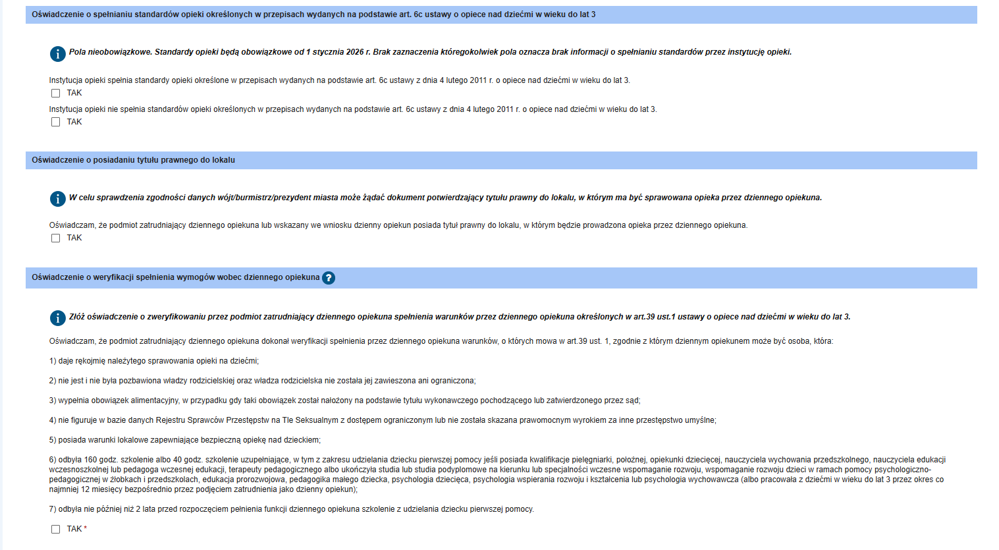 Oświadczenie o spełnianiu standardów opieki określonych w przepisach wydanych na podstawie art. 6c ustawy o opiece nad dziećmi w wieku do lat 3
Pola nieobowiązkowe. Standardy opieki będą obowiązkowe od 1 stycznia 2026 r. Brak zaznaczenia któregokolwiek pola oznacza brak informacji o spełnianiu standardów przez instytucję opieki.
Instytucja opieki spełnia standardy opieki określone w przepisach wydanych na podstawie art. 6c ustawy z dnia 4 lutego 2011 r. o opiece nad dziećmi w wieku do lat 3.
TAK
Instytucja opieki nie spełnia standardów opieki określonych w przepisach wydanych na podstawie art. 6c ustawy z dnia 4 lutego 2011 r. o opiece nad dziećmi w wieku do lat 3.
TAK
Oświadczenie o posiadaniu tytułu prawnego do lokalu
W celu sprawdzenia zgodności danych wójt/burmistrz/prezydent miasta może żądać dokument potwierdzający tytułu prawny do lokalu, w którym ma być sprawowana opieka przez dziennego opiekuna.
Oświadczam, że podmiot zatrudniający dziennego opiekuna lub wskazany we wniosku dzienny opiekun posiada tytuł prawny do lokalu, w którym będzie prowadzona opieka przez dziennego opiekuna.
TAK
Oświadczenie o weryfikacji spełnienia wymogów wobec dziennego opiekuna ?
Złóż oświadczenie o zweryfikowaniu przez podmiot zatrudniający dziennego opiekuna spełnienia warunków przez dziennego opiekuna określonych w art.39 ust.1 ustawy o opiece nad dziećmi w wieku do lat 3.
Oświadczam, że podmiot zatrudniający dziennego opiekuna dokonał weryfikacji spełnienia przez dziennego opiekuna warunków, o których mowa w art.39 ust. 1, zgodnie z którym dziennym opiekunem może być osoba, która:
1) daje rękojmię należytego sprawowania opieki na dziećmi;
2) nie jest i nie była pozbawiona władzy rodzicielskiej oraz władza rodzicielska nie została jej zawieszona ani ograniczona;
3) wypełnia obowiązek alimentacyjny, w przypadku gdy taki obowiązek został nałożony na podstawie tytułu wykonawczego pochodzącego lub zatwierdzonego przez sąd;
4) nie figuruje w bazie danych Rejestru Sprawców Przestępstw na Tle Seksualnym z dostępem ograniczonym lub nie została skazana prawomocnym wyrokiem za inne przestępstwo umyślne;
5) posiada warunki lokalowe zapewniające bezpieczną opiekę nad dzieckiem;
6) odbyła 160 godz. szkolenie albo 40 godz. szkolenie uzupełniające, w tym z zakresu udzielania dziecku pierwszej pomocy jeśli posiada kwalifikacje pielęgniarki, położnej, opiekunki dziecięcej, nauczyciela wychowania przedszkolnego, nauczyciela edukacji
wczesnoszkolnej lub pedagoga wczesnej edukacji, terapeuty pedagogicznego albo ukończyła studia lub studia podyplomowe na kierunku lub specjalności wczesne wspomaganie rozwoju, wspomaganie rozwoju dzieci w ramach pomocy psychologiczno-
pedagogicznej w żłobkach i przedszkolach, edukacja prorozwojowa, pedagogika małego dziecka, psychologia dziecięca, psychologia wspierania rozwoju i kształcenia lub psychologia wychowawcza (albo pracowała z dziećmi w wieku do lat 3 przez okres co
najmniej 12 miesięcy bezpośrednio przez podjęciem zatrudnienia jako dzienny opiekun);
7) odbyła nie później niż 2 lata przed rozpoczęciem pełnienia funkcji dziennego opiekuna szkolenie z udzielania dziecku pierwszej pomocy.
TAK *